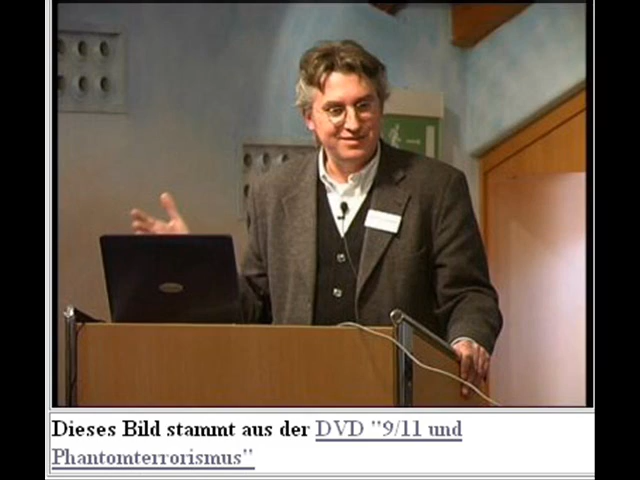 Dieses Bild stammt aus der DVD "9/11 und
Phantomterrorismus"